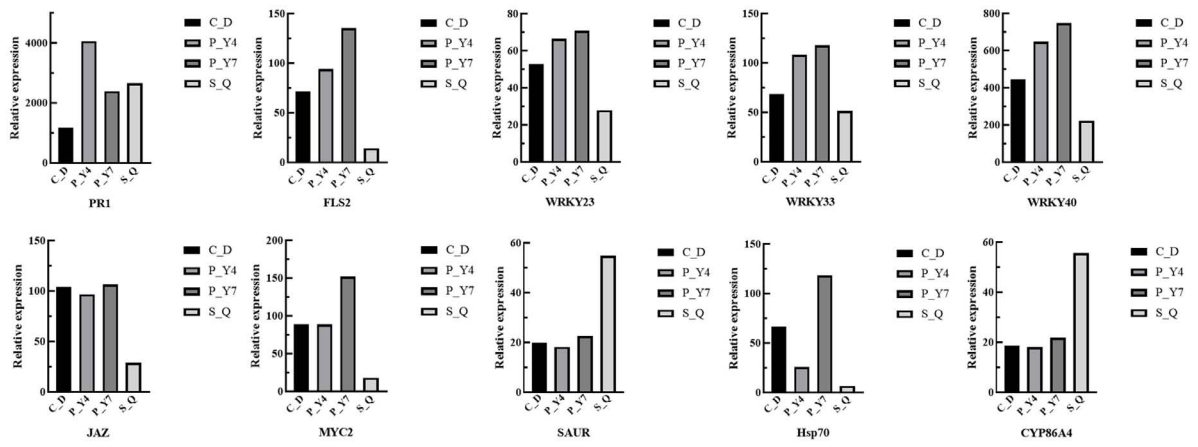 Relative expression
4000
2000
0
C_D
P_Y4
P_Y7
S_Q
PR1
C_D
P_Y4
P_Y7
S_Q
Relative expression
150
100
50
0
C_D
P_Y4
P_Y7
S_Q
FLS2
C_D
P_Y4
P_Y7
S_Q
Relative expression
80
60
40
20
0
C_D
P_Y4
P_Y7
S_Q
WRKY23
C_D
P_Y4
P_Y7
S_Q
Relative expression
150
100
50
0
C_D
P_Y4
P_Y7
S_Q
WRKY33
C_D
P_Y4
P_Y7
S_Q
Relative expression
800
600
400
200
0
C_D
P_Y4
P_Y7
S_Q
WRKY40
C_D
P_Y4
P_Y7
S_Q
Relative expression
150
100
50
0
C_D
P_Y4
P_Y7
S_Q
JAZ
C_D
P_Y4
P_Y7
S_Q
Relative expression
200
150
100
50
0
C_D
P_Y4
P_Y7
S_Q
MYC2
C_D
P_Y4
P_Y7
S_Q
Relative expression
60
40
20
0
C_D
P_Y4
P_Y7
S_Q
SAUR
C_D
P_Y4
P_Y7
S_Q
Relative expression
150
100
50
0
C_D
P_Y4
P_Y7
S_Q
Hsp70
C_D
P_Y4
P_Y7
S_Q
Relative expression
60
40
20
0
C_D
P_Y4
P_Y7
S_Q
CYP86A4
C_D
P_Y4
P_Y7
S_Q